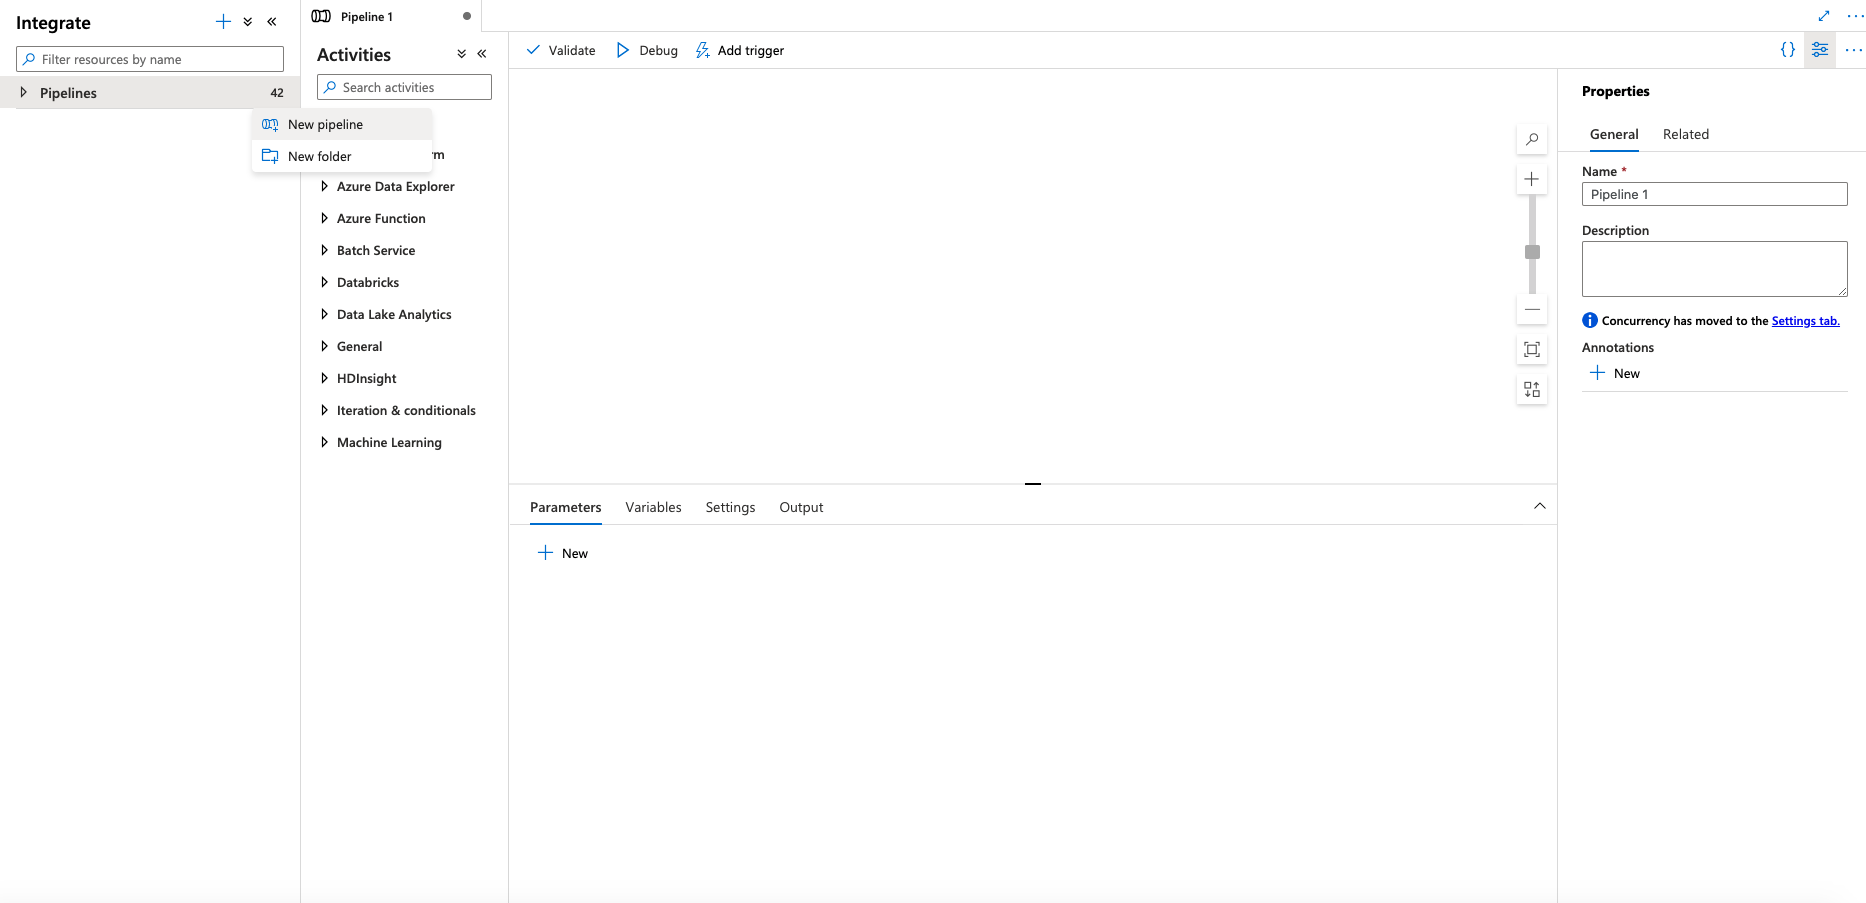 Integrate
Filter resources by name
Pipelines 42
New pipeline
New folder
Pipeline 1
Activities
Search activities
rm
Azure Data Explorer
Azure Function
Batch Service
Databricks
Data Lake Analytics
General
HDInsight
Iteration & conditionals
Machine Learning
Validate Debug Add trigger
Parameters Variables Settings Output
New
Properties
General Related
Name *
Pipeline 1
Description
Concurrency has moved to the Settings tab.
Annotations
New